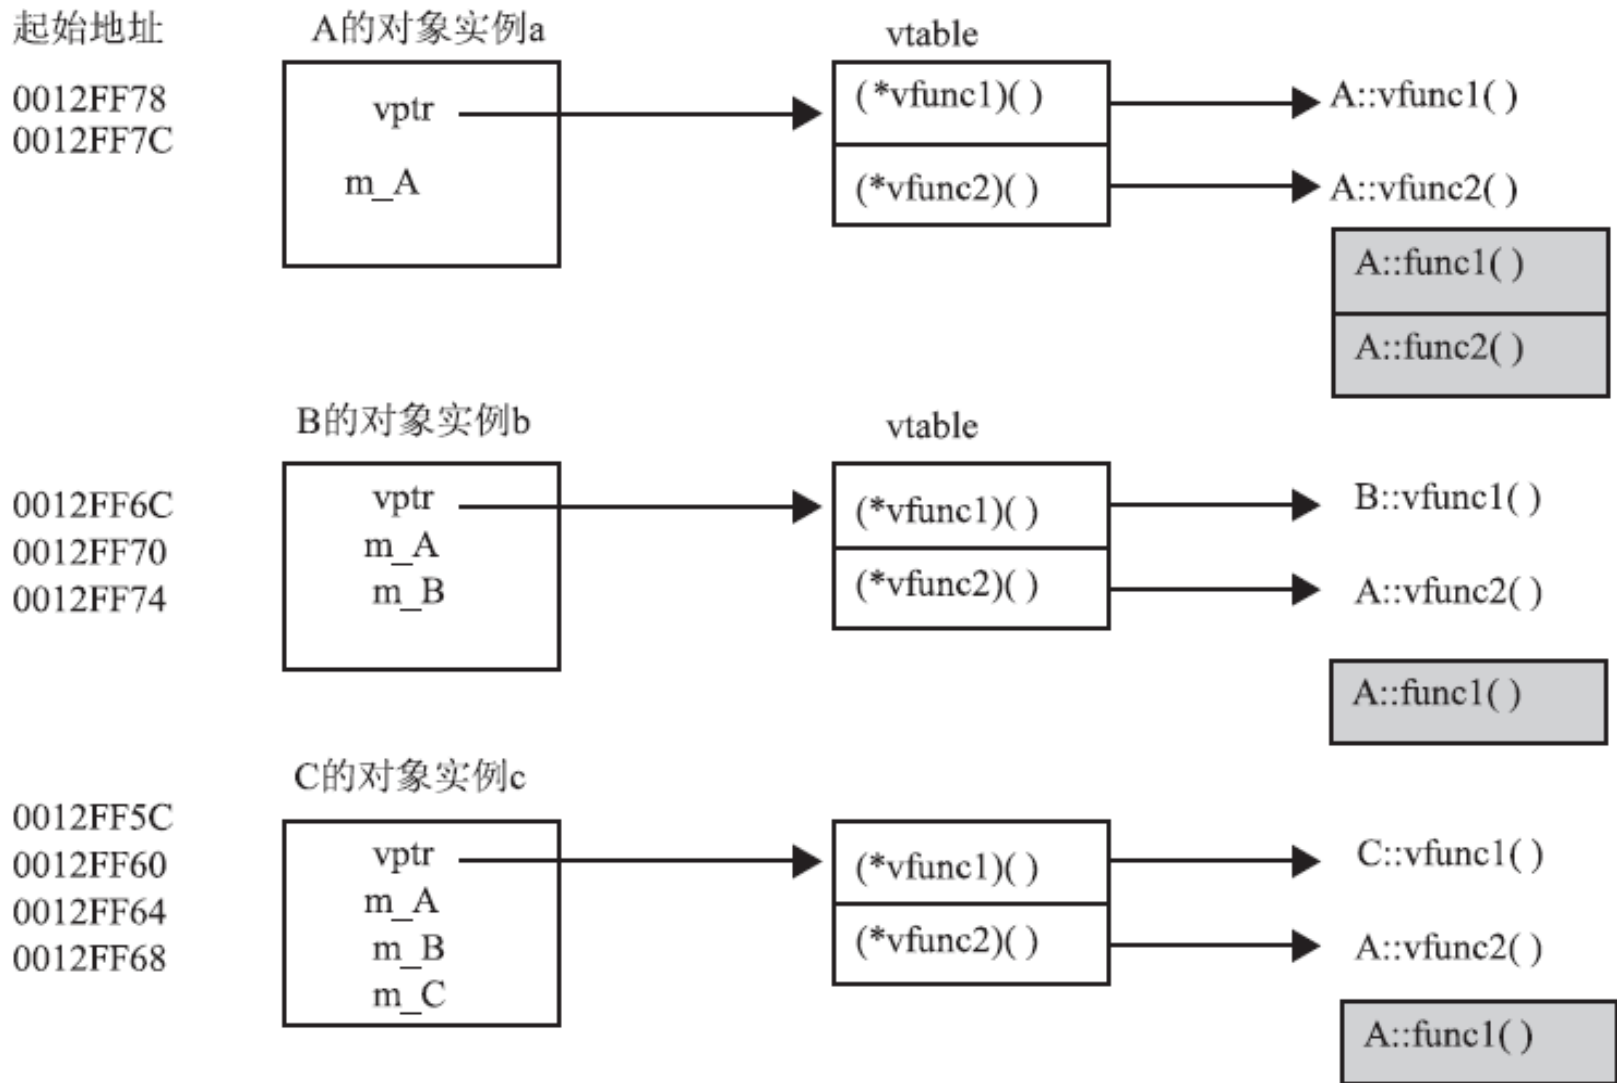 起始地址
A的对象实例a
vtable
0012FF78
0012FF7C
vptr
m_A
(*vfunc1)( )
(*vfunc2)( )
A::vfunc1( )
A::vfunc2( )
A::func1( )
A::func2( )
B的对象实例b
vtable
0012FF6C
0012FF70
0012FF74
vptr
m_A
m_B
(*vfunc1)( )
(*vfunc2)( )
B::vfunc1( )
A::vfunc2( )
A::func1( )
C的对象实例c
0012FF5C
0012FF60
0012FF64
0012FF68
vptr
m_A
m_B
m_C
(*vfunc1)( )
(*vfunc2)( )
C::vfunc1( )
A::vfunc2( )
A::func1( )